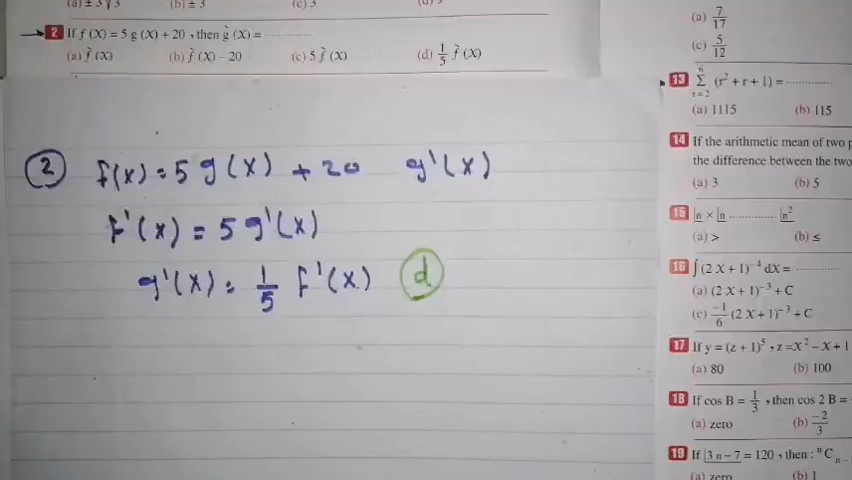 (a) ± 3√3 (b) ± 3 (c) 3
2 If f (X) = 5 g (X) + 20 , then g̀ (X) = ..............
(a) f̀ (X) (b) f̀ (X) – 20 (c) 5 f̀ (X) (d) 1/5 f̀ (X)
2 f(x) = 5 g(x) + 20 g'(x)
f'(x) = 5 g'(x)
g'(x) = 1/5 f'(x) d
(a) 7/17
(c) 5/12
13 6 Σ r=2 (r² + r + 1) = ..............
(a) 1115 (b) 115
14 If the arithmetic mean of two
the difference between the two
(a) 3 (b) 5
15 |n × |n .............. |n²
(a) > (b) ≤
16 ∫ (2 X + 1)⁻⁴ dX = ..............
(a) (2 X + 1)⁻³ + C
(c) –1/6 (2 X + 1)⁻³ + C
17 If y = (z + 1)⁵ , z = X² – X + 1
(a) 80 (b) 100
18 If cos B = 1/3 , then cos 2 B =
(a) zero (b) –2/3
19 If |3 n – 7 = 120 , then : ⁿC n –
(a) zero (b) 1